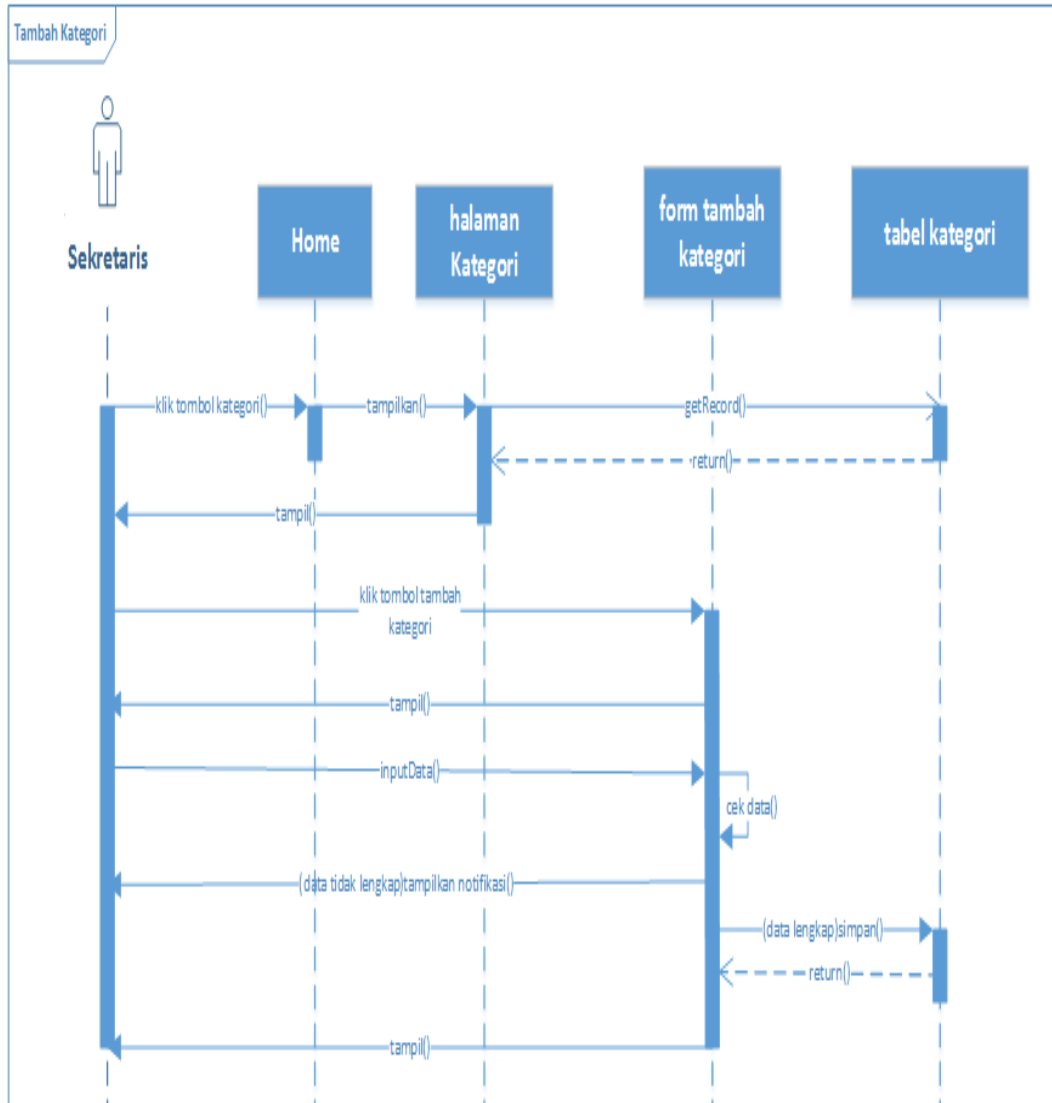 Tambah Kategori
Sekretaris
Home
halaman
Kategori
form tambah
kategori
tabel kategori
klik tombol kategori()
tampilkan()
getRecord()
return()
tampil()
klik tombol tambah
kategori
tampil()
inputData()
cek data()
(data tidak lengkap)tampilkan notifikasi()
(data lengkap)simpan()
return()
tampil()